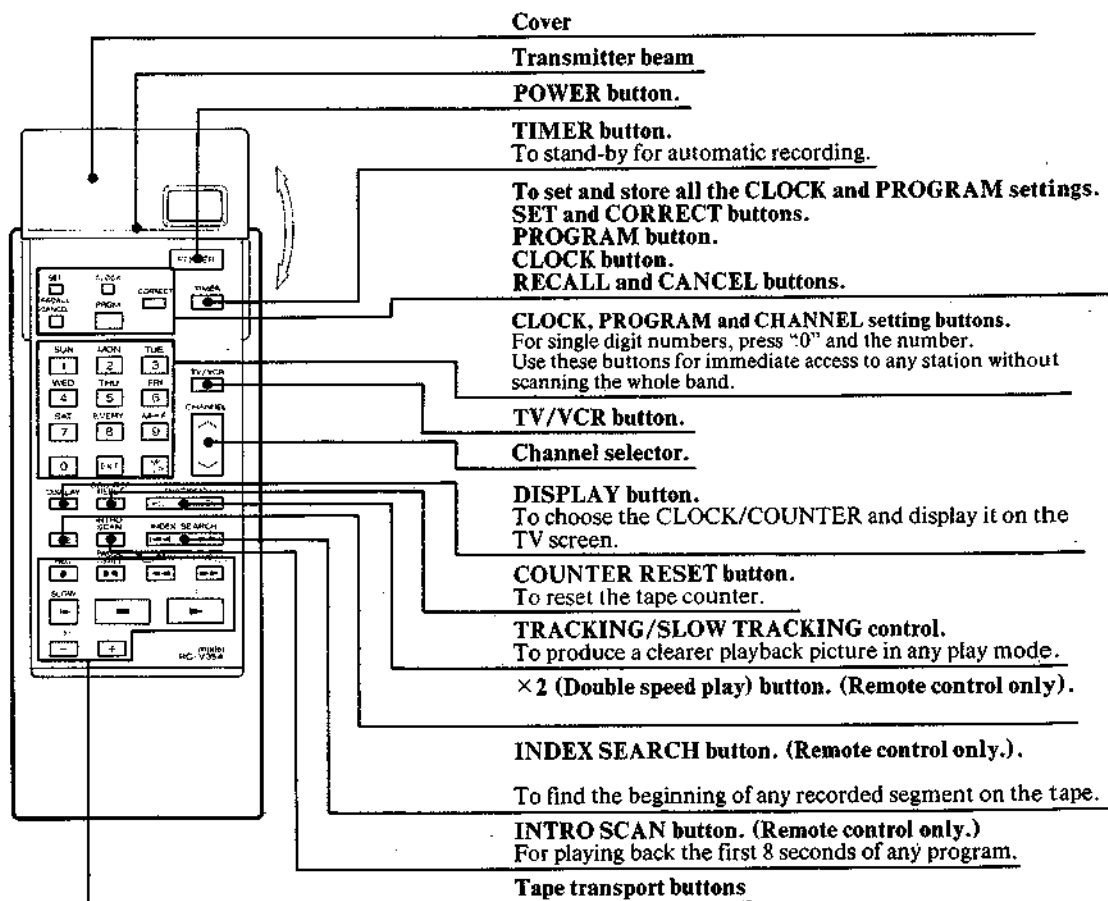 Cover
Transmitter beam
POWER button.
TIMER button.
To stand-by for automatic recording.
To set and store all the CLOCK and PROGRAM settings.
SET and CORRECT buttons.
PROGRAM button.
CLOCK button.
RECALL and CANCEL buttons.
CLOCK, PROGRAM and CHANNEL setting buttons.
For single digit numbers, press "0" and the number.
Use these buttons for immediate access to any station without
scanning the whole band.
TV/VCR button.
Channel selector.
DISPLAY button.
To choose the CLOCK/COUNTER and display it on the
TV screen.
COUNTER RESET button.
To reset the tape counter.
TRACKING/SLOW TRACKING control.
To produce a clearer playback picture in any play mode.
×2 (Double speed play) button. (Remote control only).
INDEX SEARCH button. (Remote control only.).
To find the beginning of any recorded segment on the tape.
INTRO SCAN button. (Remote control only.)
For playing back the first 8 seconds of any program.
Tape transport buttons
SET CLOCK
CORRECT TIMER
RECALL PRGM
CANCEL
SUN MON TUE
1 2 3
TV/VCR
WED THU FRI
4 5 6
CHANNEL
SAT EVERY
7 8 9
0
DISPLAY RESET
INTRO
SCAN INDEX SEARCH
SLOW
− +